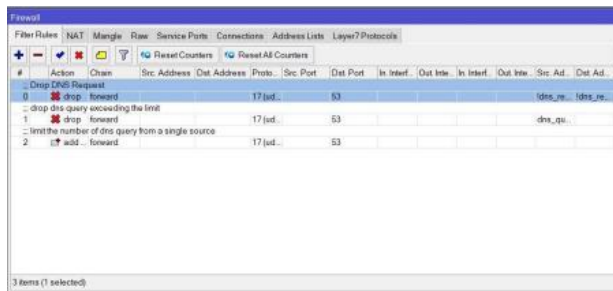 Firewall
Filter Rules NAT Mangle Raw Service Ports Connections Address Lists Layer7 Protocols
Reset Counters Reset All Counters
# Action Chain Src. Address Dst. Address Proto... Src. Port Dst. Port In. Interf... Out. Inte... In. Interf... Out. Inte... Src. Ad... Dst. Ad...
::: Drop DNS Request
0 drop forward 17 (ud... 53 !dns_re... !dns_re...
::: drop dns query exceeding the limit
1 drop forward 17 (ud... 53 dns_qu...
::: limit the number of dns query from a single source
2 add... forward 17 (ud... 53
3 items (1 selected)